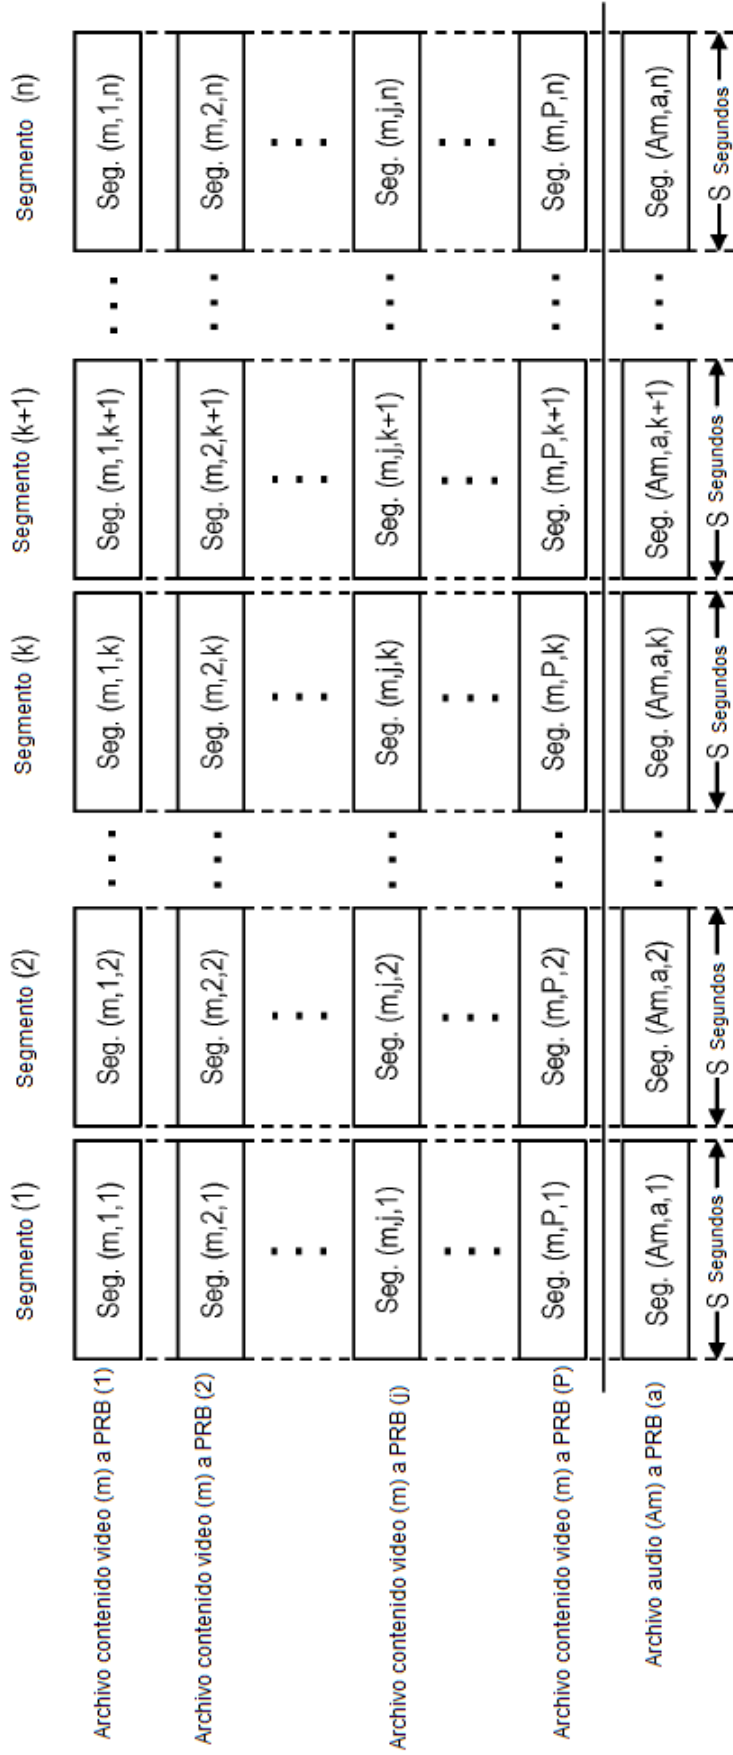 Segmento (1)
Segmento (2)
Segmento (k)
Segmento (k+1)
Segmento (n)
Archivo contenido video (m) a PRB (1)
Seg. (m,1,1)
Seg. (m,1,2)
Seg. (m,1,k)
Seg. (m,1,k+1)
Seg. (m,1,n)
Archivo contenido video (m) a PRB (2)
Seg. (m,2,1)
Seg. (m,2,2)
Seg. (m,2,k)
Seg. (m,2,k+1)
Seg. (m,2,n)
Archivo contenido video (m) a PRB (j)
Seg. (m,j,1)
Seg. (m,j,2)
Seg. (m,j,k)
Seg. (m,j,k+1)
Seg. (m,j,n)
Archivo contenido video (m) a PRB (P)
Seg. (m,P,1)
Seg. (m,P,2)
Seg. (m,P,k)
Seg. (m,P,k+1)
Seg. (m,P,n)
Archivo audio (Am) a PRB (a)
Seg. (Am,a,1)
Seg. (Am,a,2)
Seg. (Am,a,k)
Seg. (Am,a,k+1)
Seg. (Am,a,n)
S Segundos
S Segundos
S Segundos
S Segundos
S Segundos